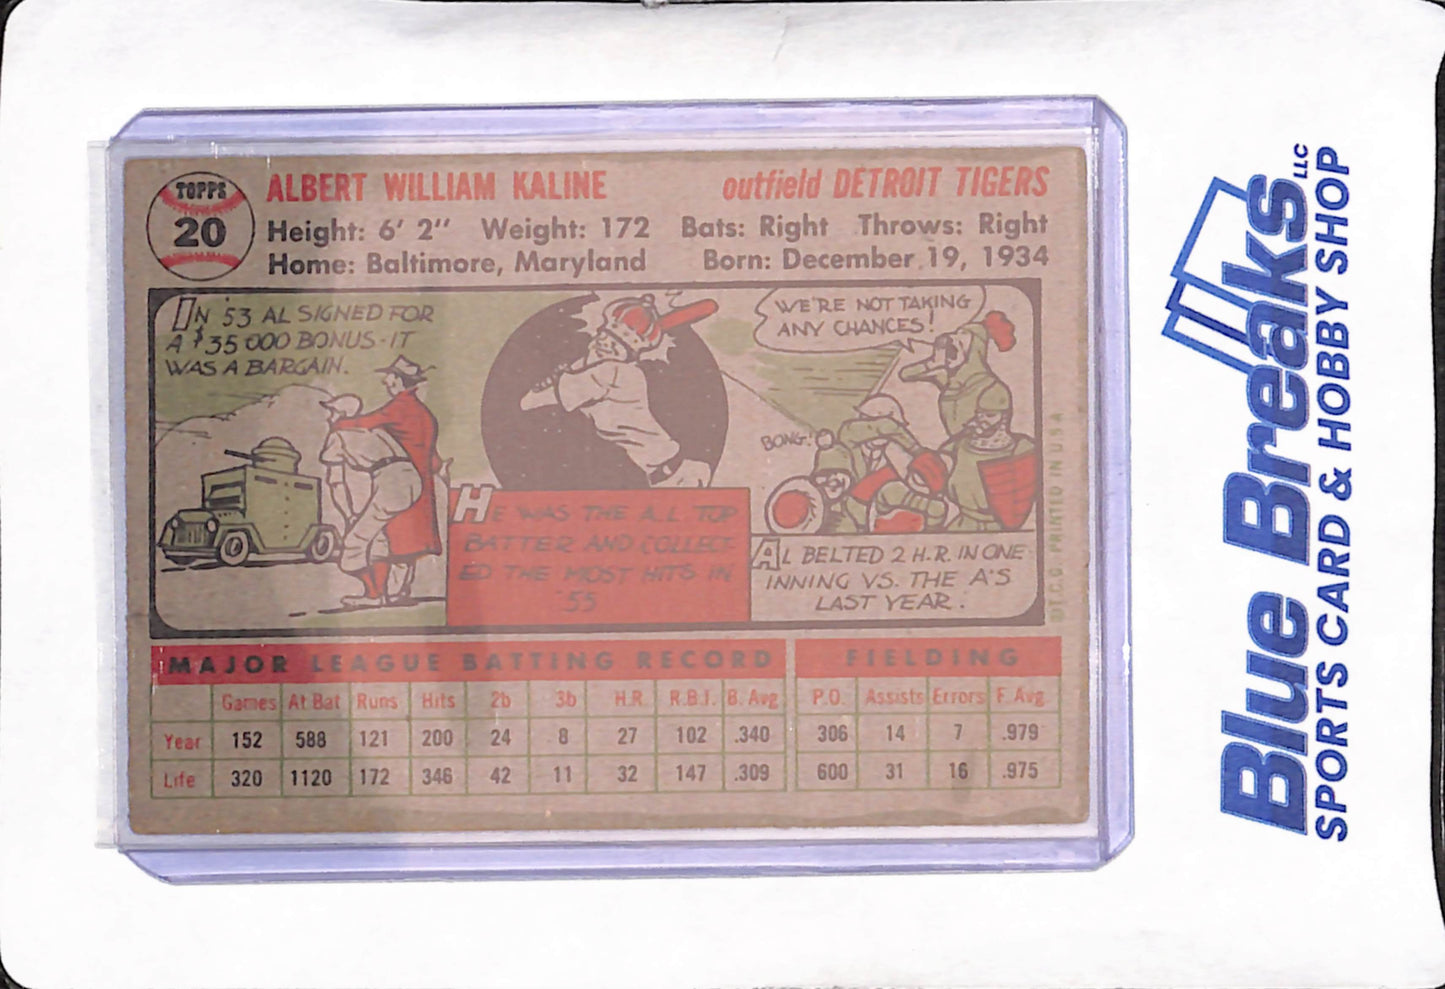 TOPPS
20
ALBERT WILLIAM KALINE outfield DETROIT TIGERS
Height: 6' 2" Weight: 172 Bats: Right Throws: Right
Home: Baltimore, Maryland Born: December 19, 1934
IN '53 AL SIGNED FOR
A $35000 BONUS-IT
WAS A BARGAIN.
HE WAS THE A.L. TOP
BATTER AND COLLECT
ED THE MOST HITS IN
'55
WE'RE NOT TAKING
ANY CHANCES!
BONG!
AL BELTED 2 H.R. IN ONE
INNING VS. THE A'S
LAST YEAR.
©T.C.G. PRINTED IN U.S.A.
MAJOR LEAGUE BATTING RECORD FIELDING
Games At Bat Runs Hits 2b 3b H.R. R.B.I. B. Avg P.O. Assists Errors F. Avg
Year 152 588 121 200 24 8 27 102 .340 306 14 7 .979
Life 320 1120 172 346 42 11 32 147 .309 600 31 16 .975
Blue Breaks LLC
SPORTS CARD & HOBBY SHOP